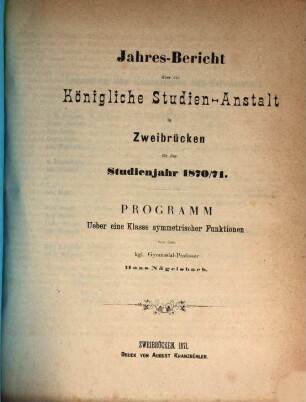 Jahres-Bericht
über die
Königliche Studien-Anstalt
in
Zweibrücken
für das
Studienjahr 1870/71.
PROGRAMM
Ueber eine Klasse symmetrischer Funktionen
von dem
kgl. Gymnasial-Professor
Hans Nägelsbach.
ZWEIBRÜCKEN, 1871.
DRUCK VON AUGUST KRANZBÜHLER.